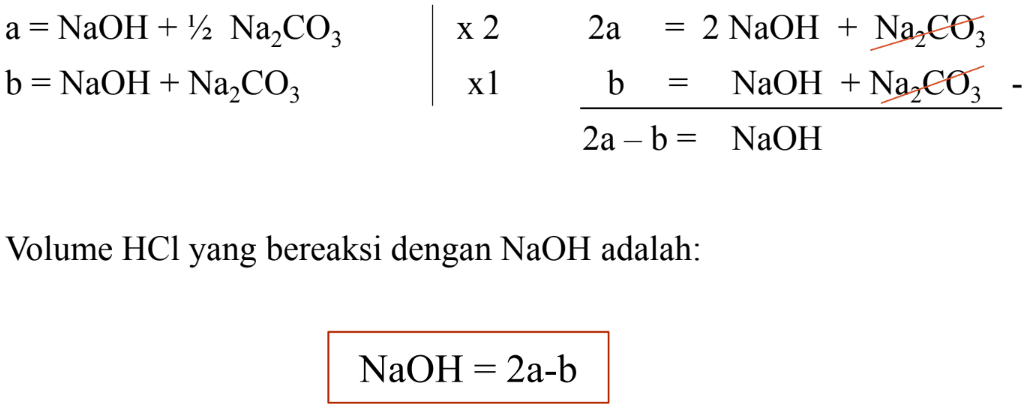 a = NaOH + ½ Na₂CO₃ x 2 2a = 2 NaOH + Na₂CO₃
b = NaOH + Na₂CO₃ x1 b = NaOH + Na₂CO₃ -
2a – b = NaOH
Volume HCl yang bereaksi dengan NaOH adalah:
NaOH = 2a-b